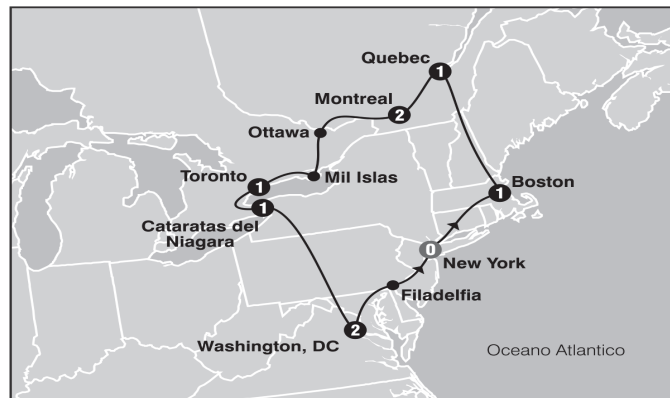 Quebec
1
Montreal
2
Ottawa
Toronto
1
Mil Islas
1
Boston
1
Cataratas del
Niagara
0
New York
Filadelfia
2
Washington, DC
Oceano Atlantico